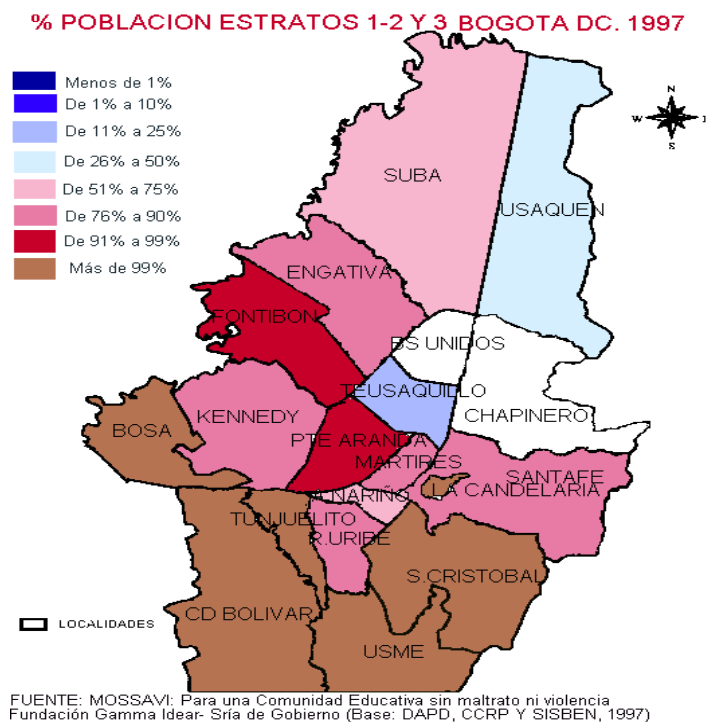 % POBLACION ESTRATOS 1-2 Y 3 BOGOTA DC. 1997
Menos de 1%
De 1% a 10%
De 11% a 25%
De 26% a 50%
De 51% a 75%
De 76% a 90%
De 91% a 99%
Más de 99%
N
W
S
SUBA
USAQUEN
ENGATIVA
FONTIBON
BS UNIDOS
TEUSAQUILLO
CHAPINERO
KENNEDY
BOSA
PTE ARANDA
MARTIRES
SANTAFE
LA CANDELARIA
A.NARIÑO
TUNJUELITO
R.URIBE
S.CRISTOBAL
CD BOLIVAR
USME
LOCALIDADES
FUENTE: MOSSAVI: Para una Comunidad Educativa sin maltrato ni violencia
Fundación Gamma Idear- Sría de Gobierno (Base: DAPD, CCRP Y SISBEN, 1997)